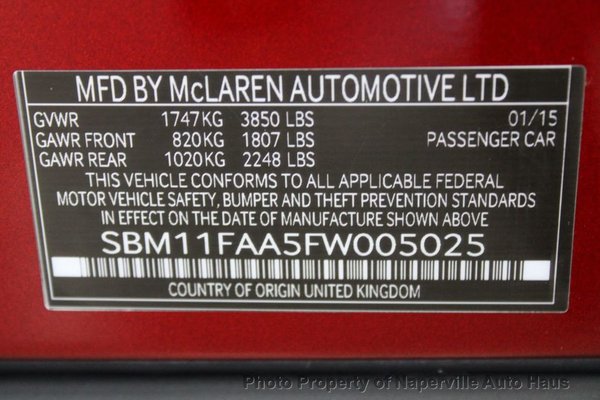 MFD BY McLAREN AUTOMOTIVE LTD
GVWR 1747KG 3850 LBS 01/15
GAWR FRONT 820KG 1807 LBS PASSENGER CAR
GAWR REAR 1020KG 2248 LBS
THIS VEHICLE CONFORMS TO ALL APPLICABLE FEDERAL
MOTOR VEHICLE SAFETY, BUMPER AND THEFT PREVENTION STANDARDS
IN EFFECT ON THE DATE OF MANUFACTURE SHOWN ABOVE
SBM11FAA5FW005025
COUNTRY OF ORIGIN UNITED KINGDOM
Photo Property of Naperville Auto Haus